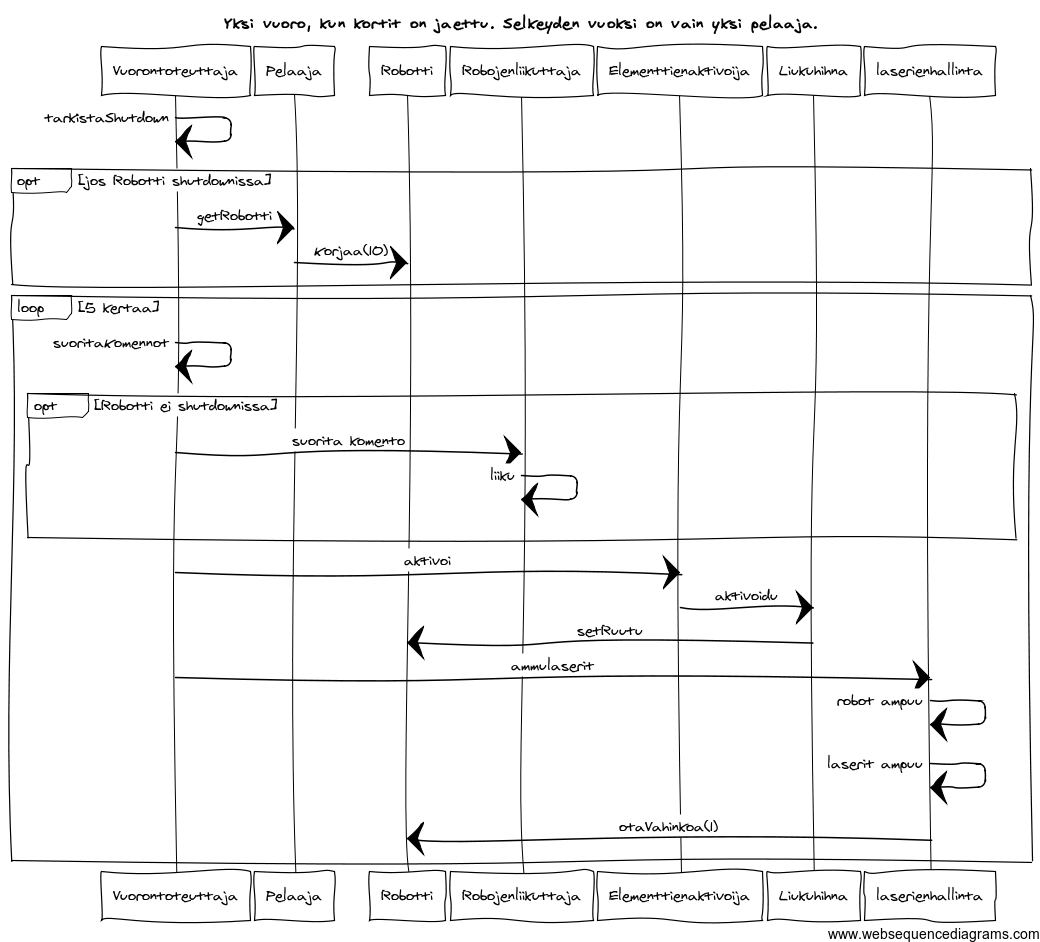 Yksi vuoro, kun kortit on jaettu. Selkeyden vuoksi on vain yksi pelaaja.
Vuorontoteuttaja Pelaaja Robotti Robojenliikuttaja Elementtienaktivoija Liukuhihna laserienhallinta
tarkistaShutdown
opt [jos Robotti shutdownissa]
getRobotti
korjaa(10)
loop [5 kertaa]
suoritaKomennot
opt [Robotti ei shutdownissa]
suorita komento
liiku
aktivoi
aktivoidu
setRuutu
ammulaserit
robot ampuu
laserit ampuu
otaVahinkoa(1)
Vuorontoteuttaja Pelaaja Robotti Robojenliikuttaja Elementtienaktivoija Liukuhihna laserienhallinta
www.websequencediagrams.com